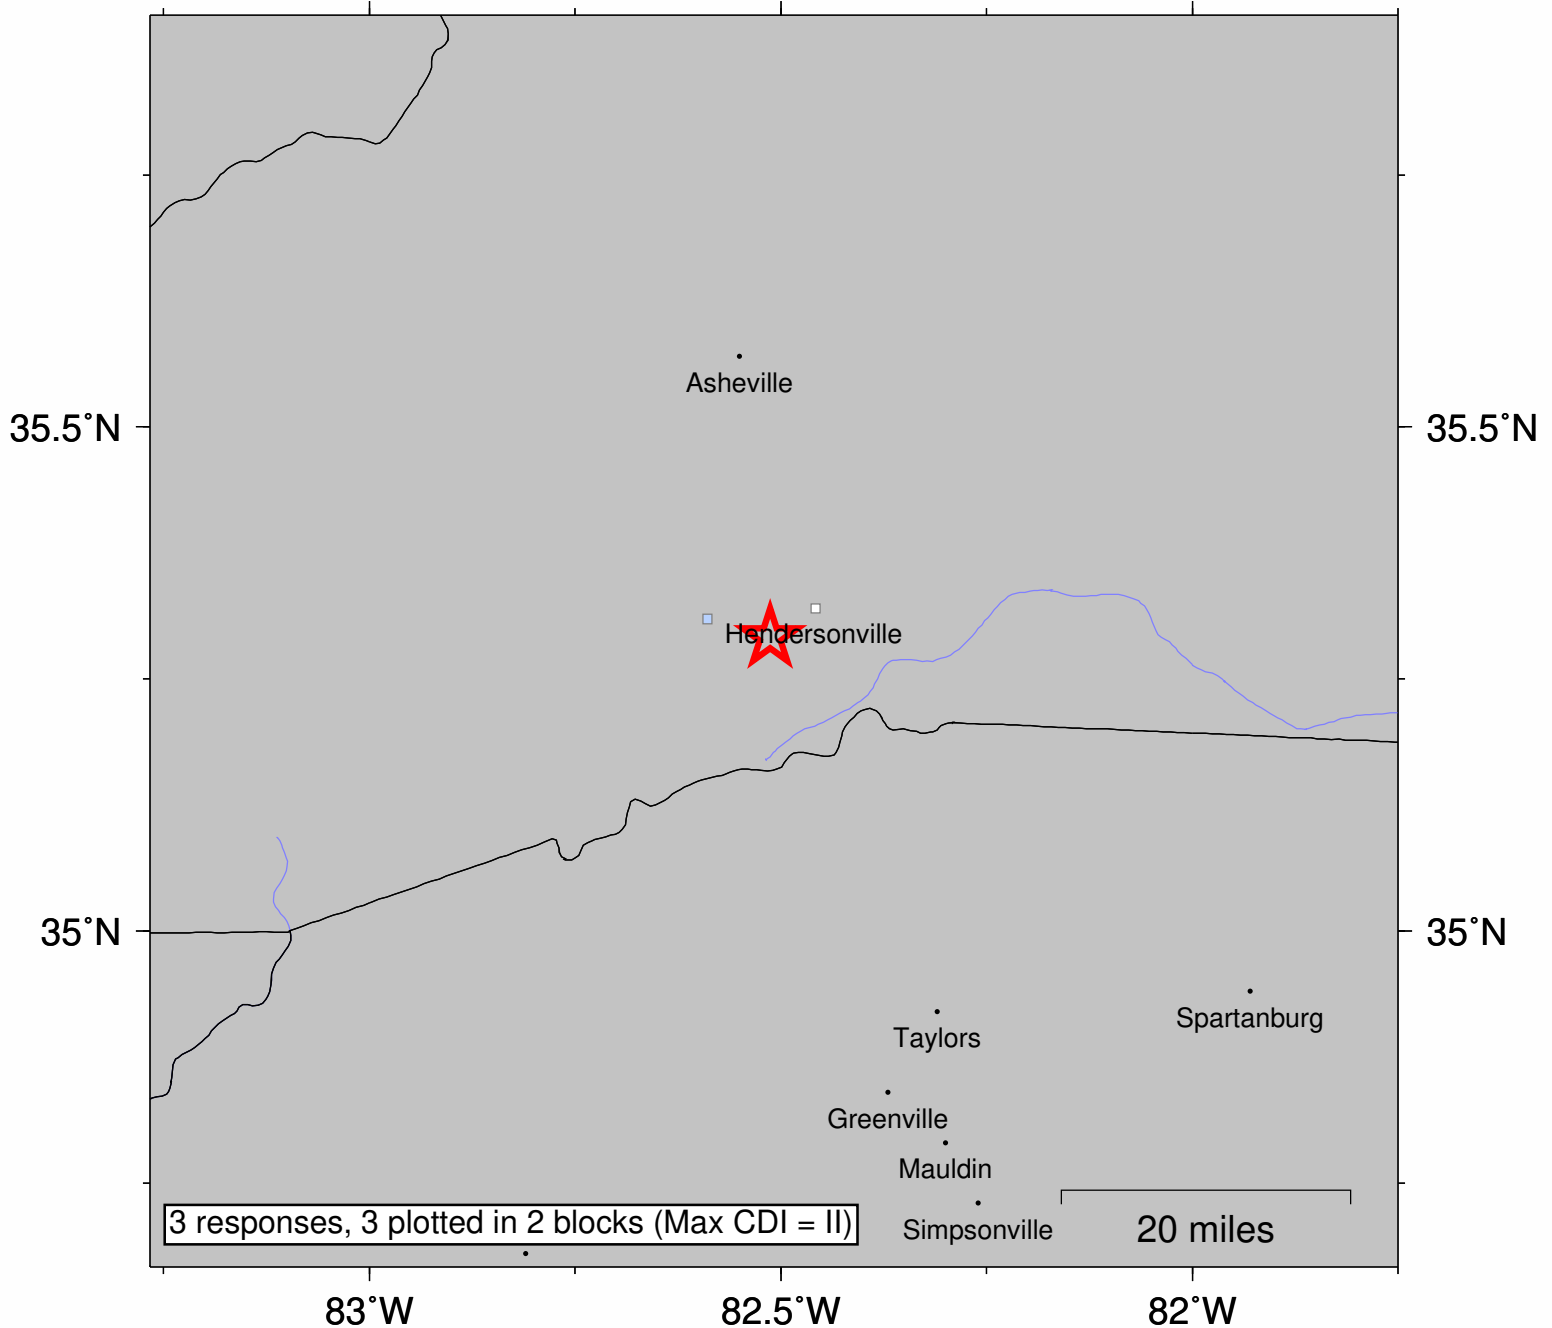 Asheville
35.5°N
35.5°N
Hendersonville
35°N
35°N
Spartanburg
Taylors
Greenville
Mauldin
3 responses, 3 plotted in 2 blocks (Max CDI = II)
Simpsonville
20 miles
83°W
82.5°W
82°W